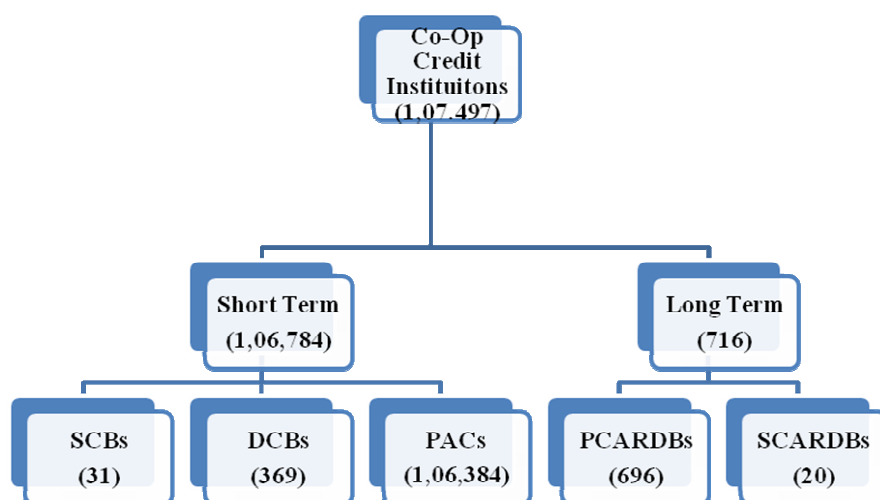 Co-Op
Credit
Instituitons
(1,07,497)
Short Term
(1,06,784)
Long Term
(716)
SCBs
(31)
DCBs
(369)
PACs
(1,06,384)
PCARDBs
(696)
SCARDBs
(20)